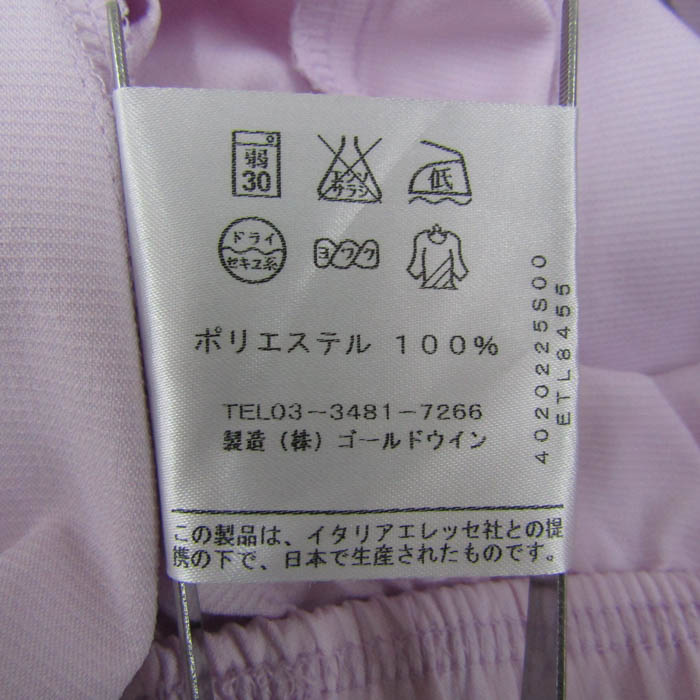 弱
30
エンソ
サラシ
低
ドライ
セキユ系
ヨワク
ポリエステル 100%
TEL03-3481-7266
製造(株)ゴールドウイン
この製品は、イタリアエレッセ社との提
携の下で、日本で生産されたものです。
4020225S00
ETL8455